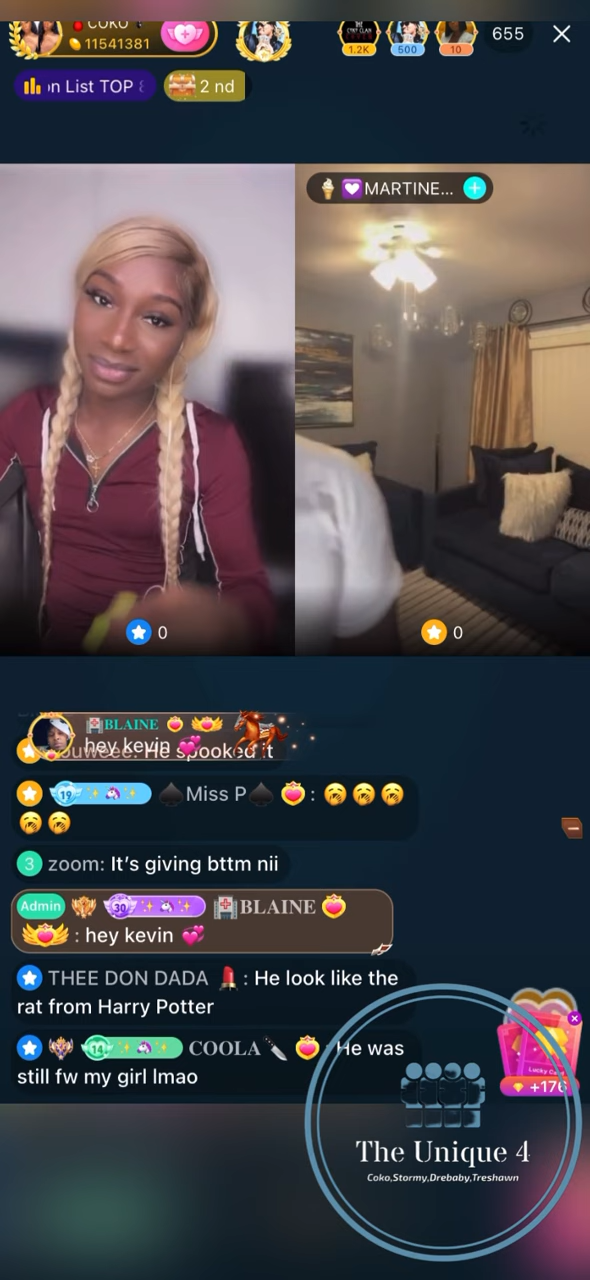 COKO
11541381
1.2K
500
10
655
n List TOP
2 nd
MARTINE...
0
0
BLAINE
hey kevin
He spooked it
19 Miss P :
3 zoom: It's giving bttm nii
Admin 30 BLAINE
: hey kevin
THEE DON DADA : He look like the
rat from Harry Potter
14 COOLA : He was
still fw my girl lmao
+176
The Unique 4
Coko,Stormy,Drebaby,Treshawn